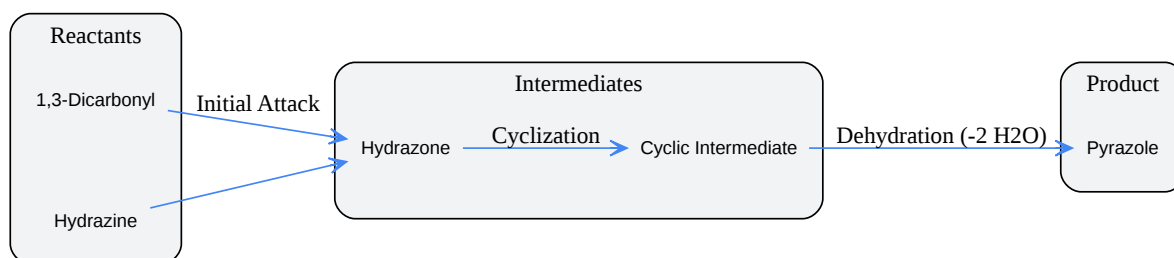 Reactants
1,3-Dicarbonyl
Hydrazine
Initial Attack
Intermediates
Hydrazone
Cyclization
Cyclic Intermediate
Dehydration (-2 H2O)
Product
Pyrazole